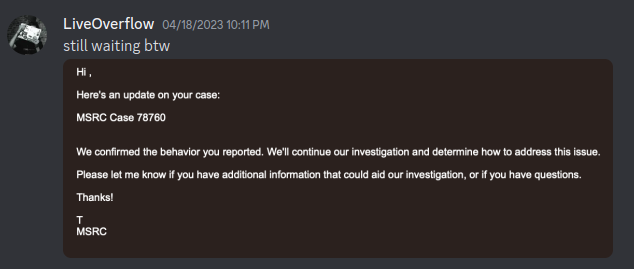 LiveOverflow 04/18/2023 10:11 PM
still waiting btw
Hi ,
Here's an update on your case:
MSRC Case 78760
We confirmed the behavior you reported. We'll continue our investigation and determine how to address this issue.
Please let me know if you have additional information that could aid our investigation, or if you have questions.
Thanks!
T
MSRC